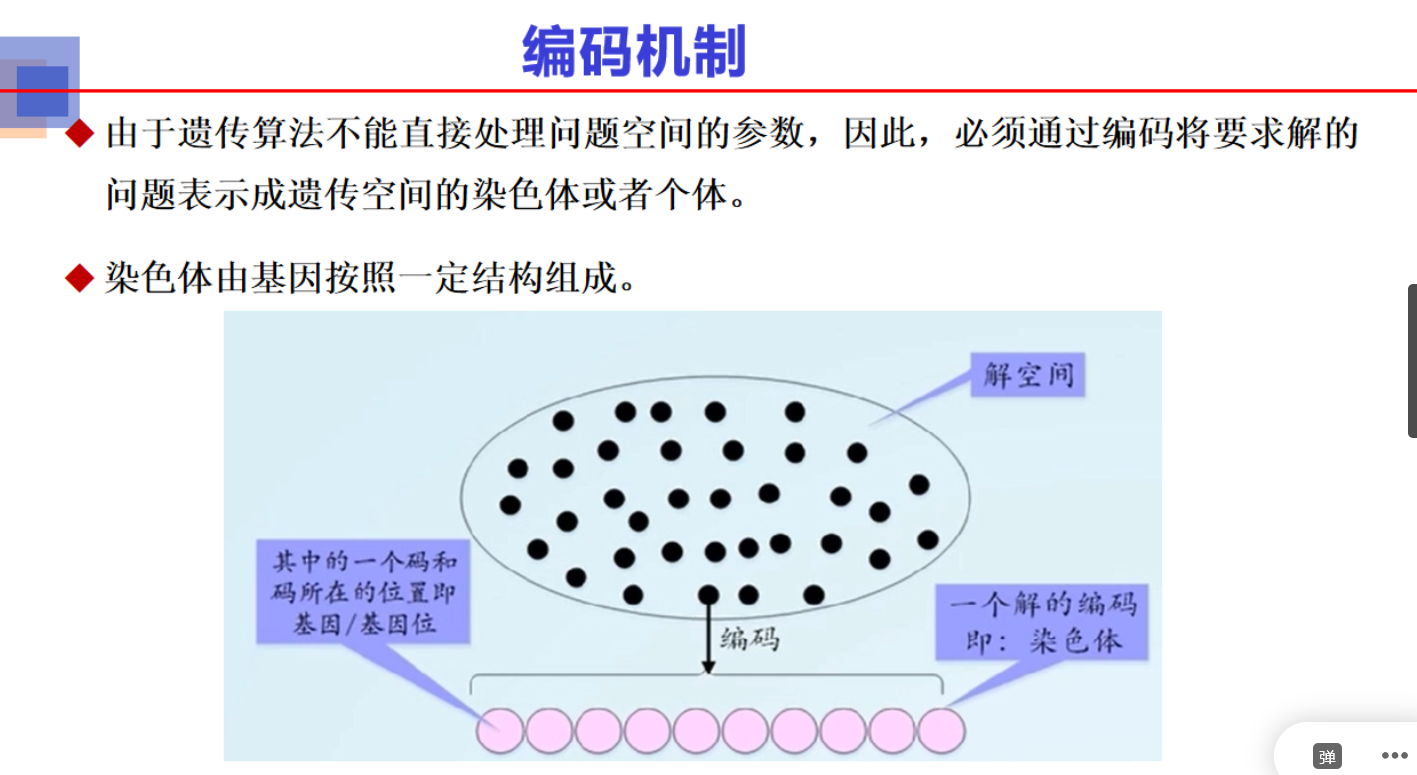 编码机制
由于遗传算法不能直接处理问题空间的参数，因此，必须通过编码将要求解的
问题表示成遗传空间的染色体或者个体。
染色体由基因按照一定结构组成。
解空间
其中的一个码和
码所在的位置即
基因/基因位
一个解的编码
即：染色体
编码
弹